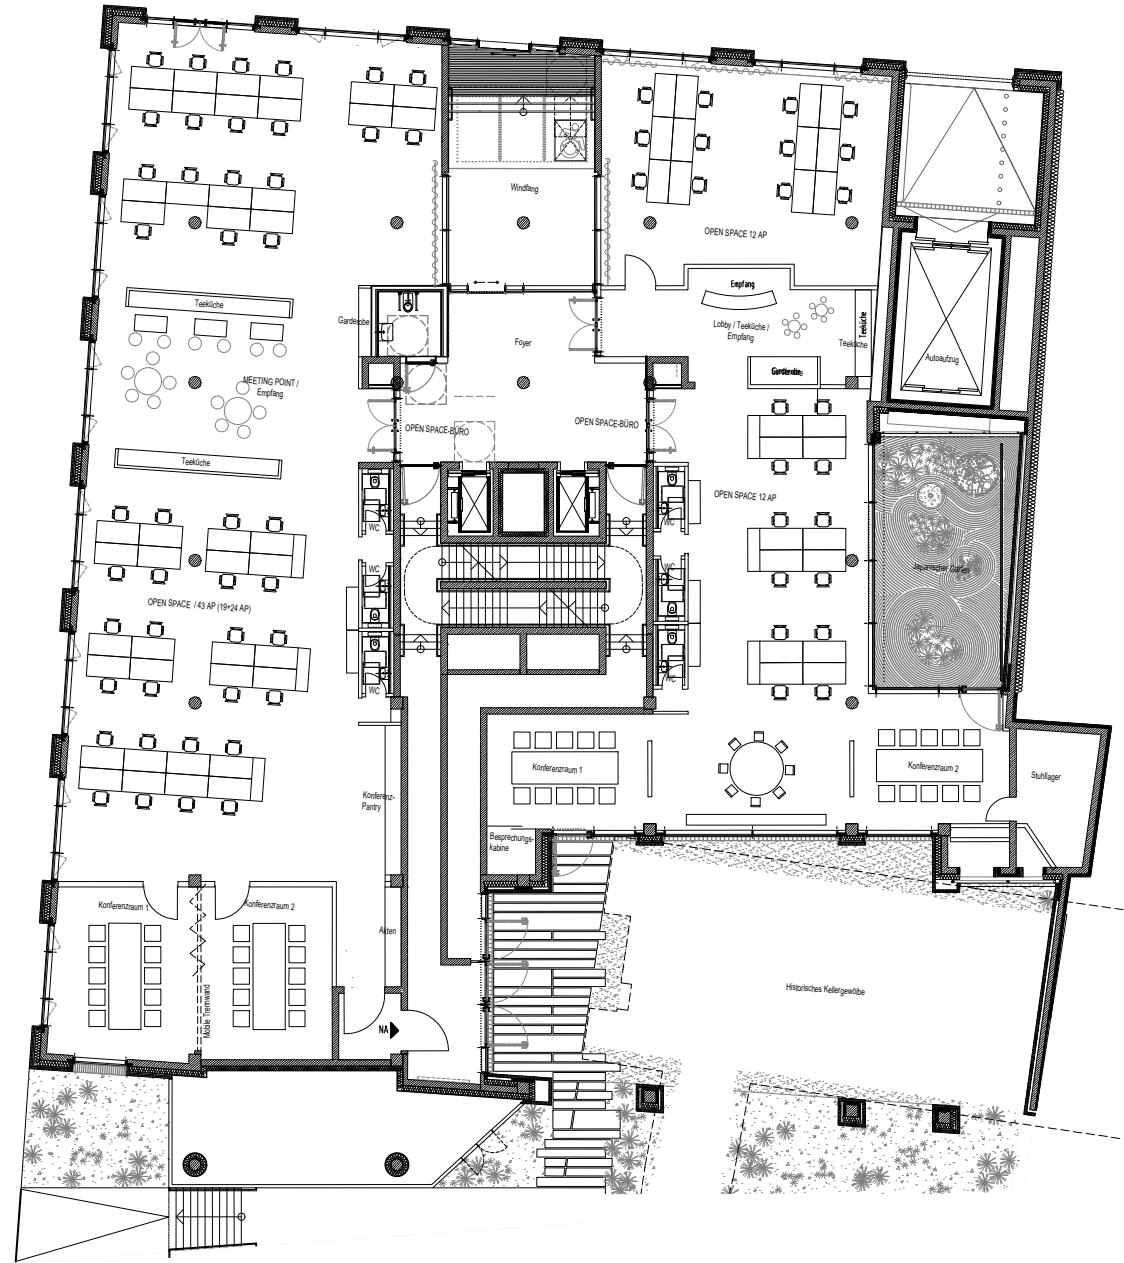 Windfang
OPEN SPACE 12 AP
Teeküche
Garderobe
Foyer
Empfang
Lobby / Teeküche /
Empfang
Teeküche
Teeküche
Autoaufzug
MEETING POINT /
Empfang
Garderobe
OPEN SPACE-BÜRO
OPEN SPACE-BÜRO
Teeküche
OPEN SPACE 12 AP
WC
WC
WC
WC
Japanischer Garten
OPEN SPACE / 43 AP (19+24 AP)
WC
WC
Konferenzraum 1
Konferenzraum 2
Stuhllager
Konferenz-
Pantry
Besprechungs-
kabine
Konferenzraum 1
Konferenzraum 2
Akten
Mobile Trennwand
NA
Historisches Kellergewölbe